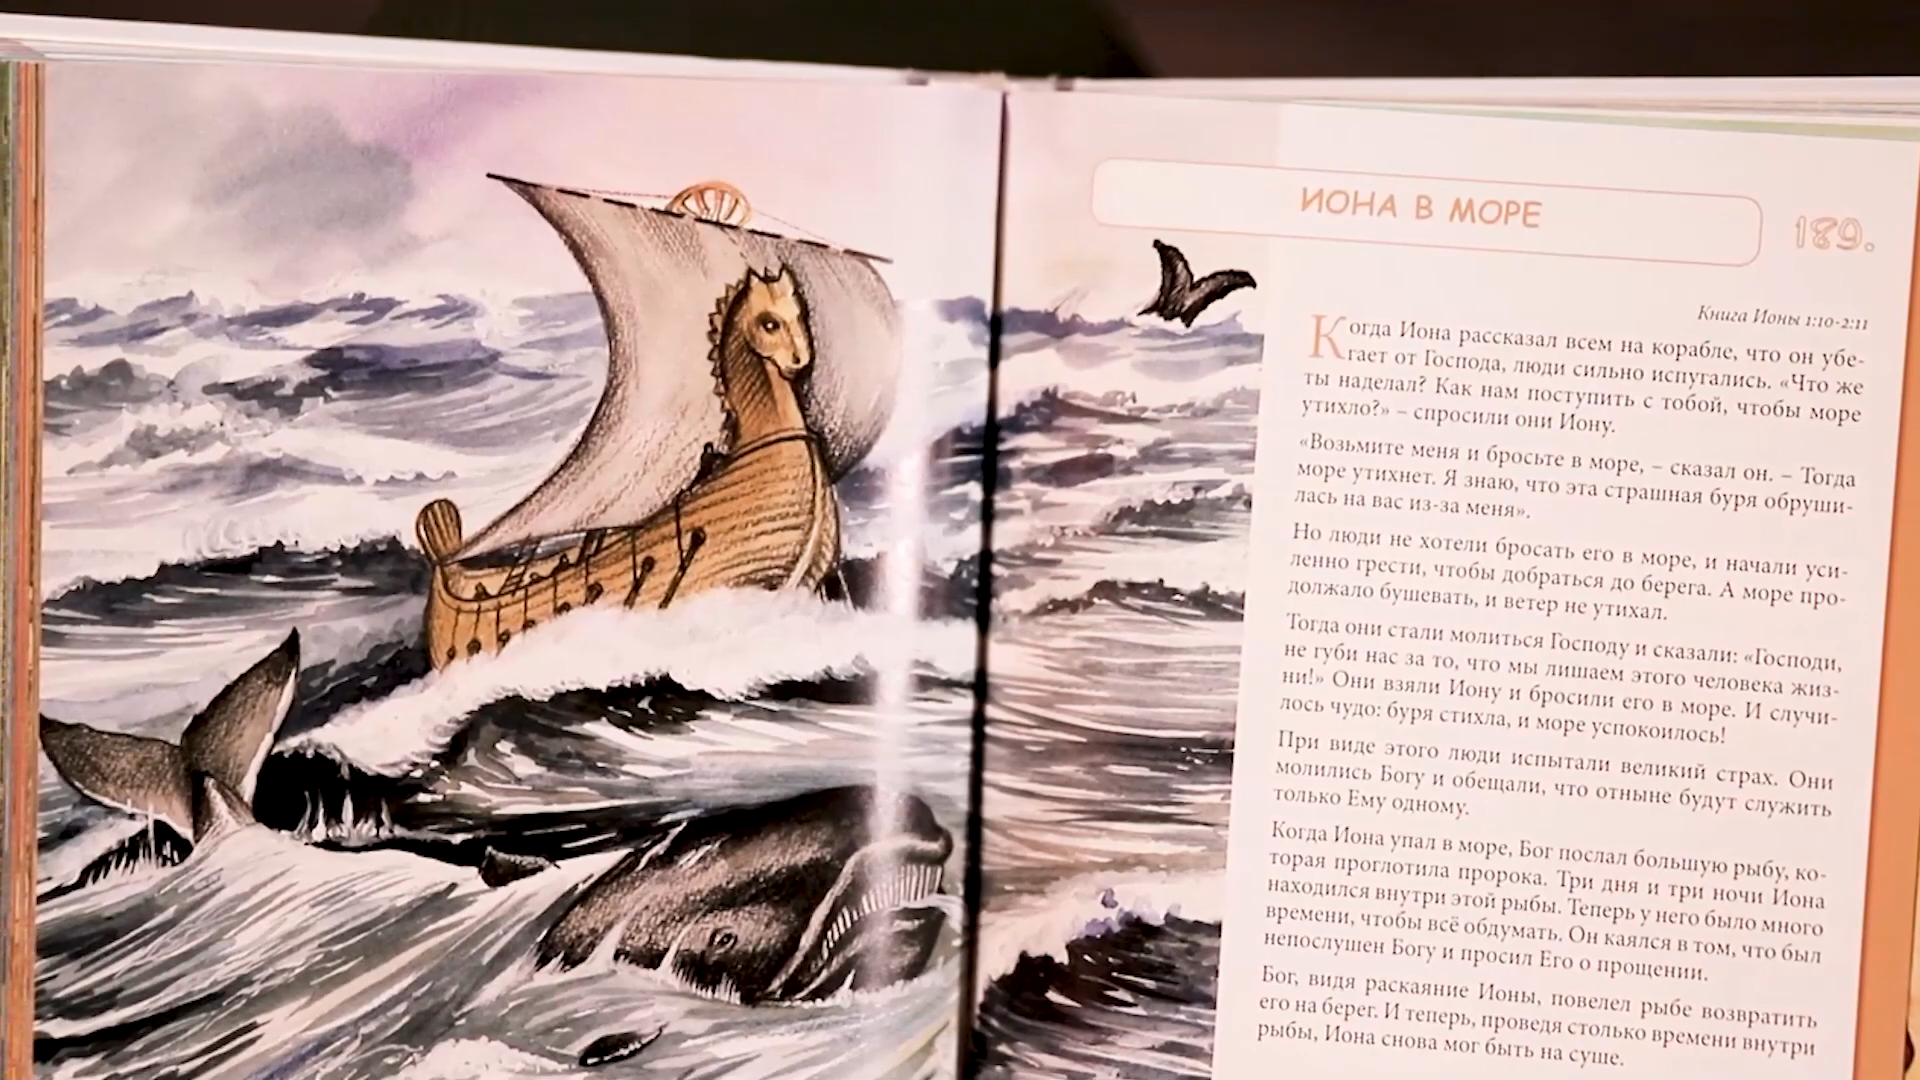 ИОНА В МОРЕ
189.
Книга Ионы 1:10-2:11
Когда Иона рассказал всем на корабле, что он убе-
гает от Господа, люди сильно испугались. «Что же
ты наделал? Как нам поступить с тобой, чтобы море
утихло?» – спросили они Иону.
«Возьмите меня и бросьте в море, – сказал он. – Тогда
море утихнет. Я знаю, что эта страшная буря обруши-
лась на вас из-за меня».
Но люди не хотели бросать его в море, и начали уси-
ленно грести, чтобы добраться до берега. А море про-
должало бушевать, и ветер не утихал.
Тогда они стали молиться Господу и сказали: «Господи,
не губи нас за то, что мы лишаем этого человека жиз-
ни!» Они взяли Иону и бросили его в море. И случи-
лось чудо: буря стихла, и море успокоилось!
При виде этого люди испытали великий страх. Они
молились Богу и обещали, что отныне будут служить
только Ему одному.
Когда Иона упал в море, Бог послал большую рыбу, ко-
торая проглотила пророка. Три дня и три ночи Иона
находился внутри этой рыбы. Теперь у него было много
времени, чтобы всё обдумать. Он каялся в том, что был
непослушен Богу и просил Его о прощении.
Бог, видя раскаяние Ионы, повелел рыбе возвратить
его на берег. И теперь, проведя столько времени внутри
рыбы, Иона снова мог быть на суше.